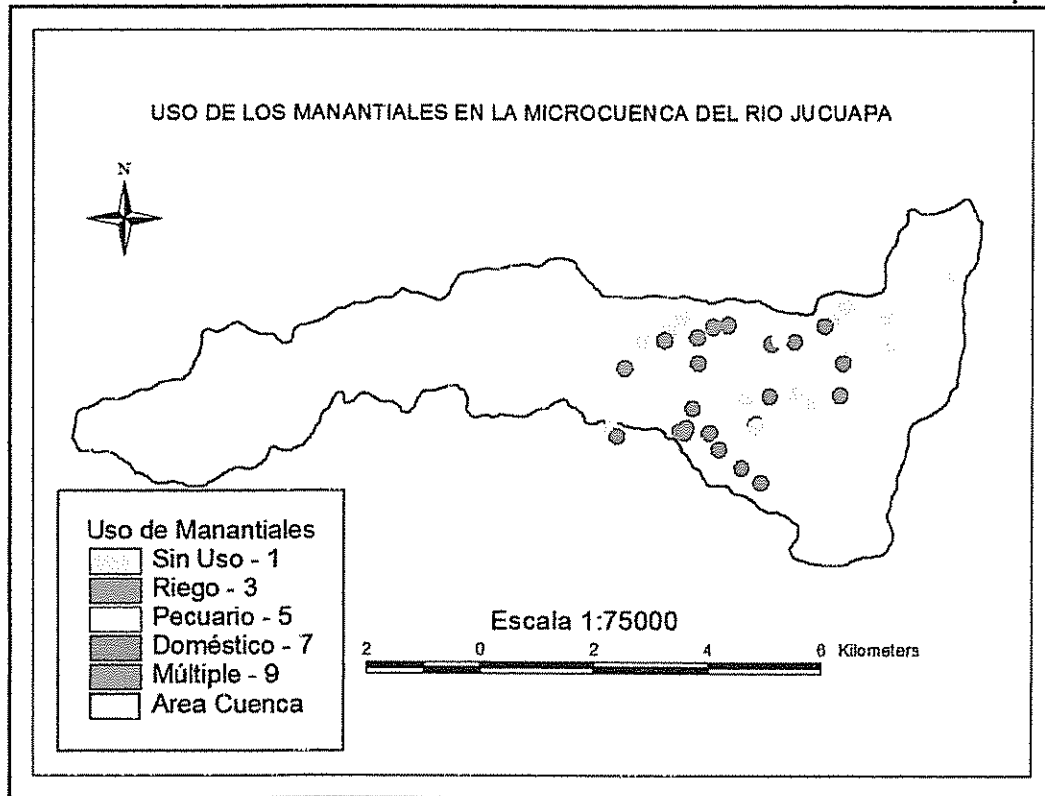 USO DE LOS MANANTIALES EN LA MICROCUENCA DEL RIO JUCUAPA
N
Uso de Manantiales
Sin Uso - 1
Riego - 3
Pecuario - 5
Doméstico - 7
Múltiple - 9
Area Cuenca
Escala 1:75000
2 0 2 4 6 Kilometers